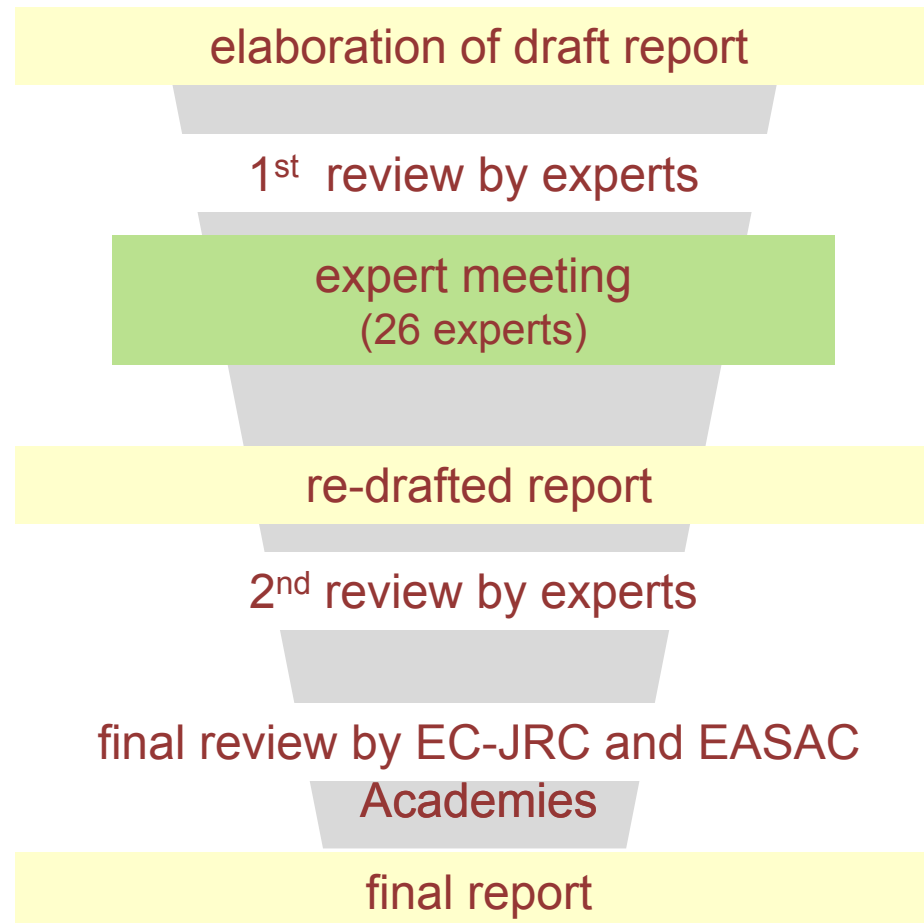 elaboration of draft report
1st review by experts
expert meeting
(26 experts)
re-drafted report
2nd review by experts
final review by EC-JRC and EASAC
Academies
final report